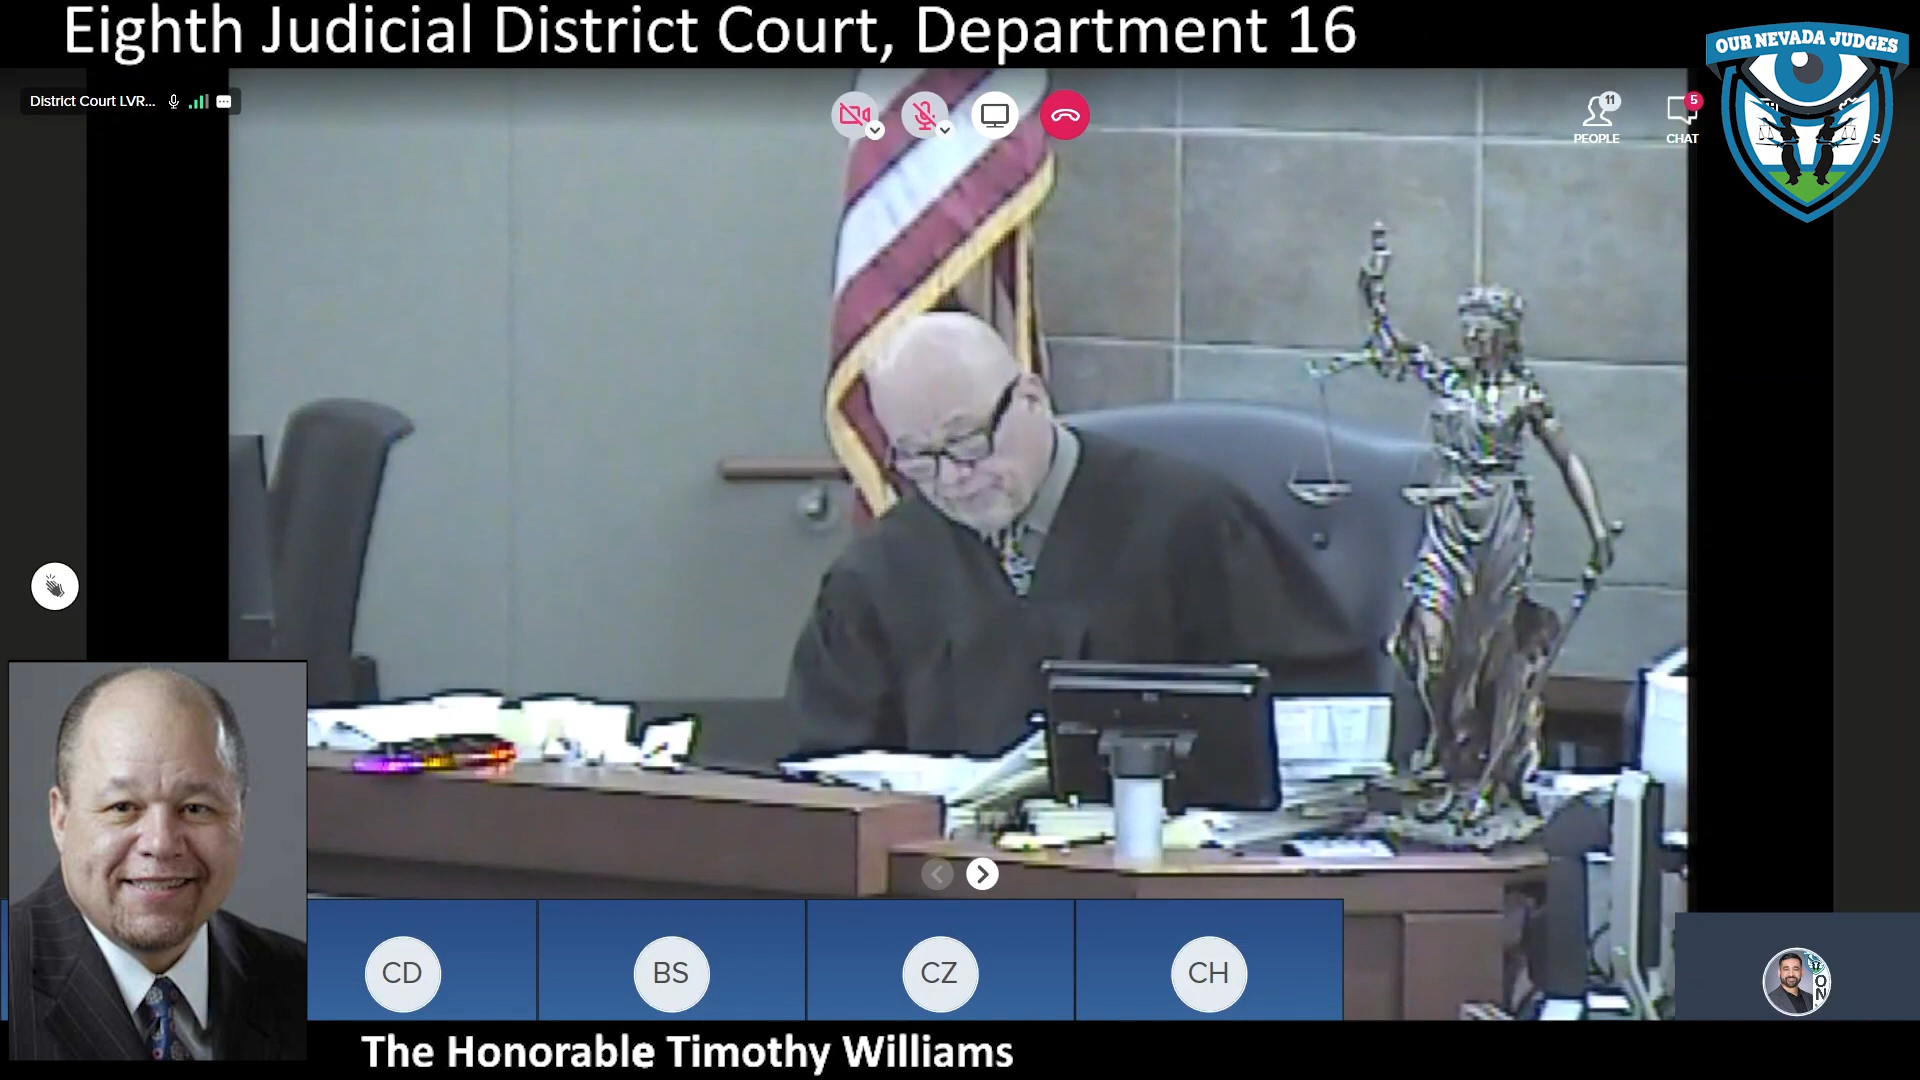 Eighth Judicial District Court, Department 16
OUR NEVADA JUDGES
District Court LVR...
11
5
PEOPLE
CHAT
S
CD
BS
CZ
CH
ON
The Honorable Timothy Williams